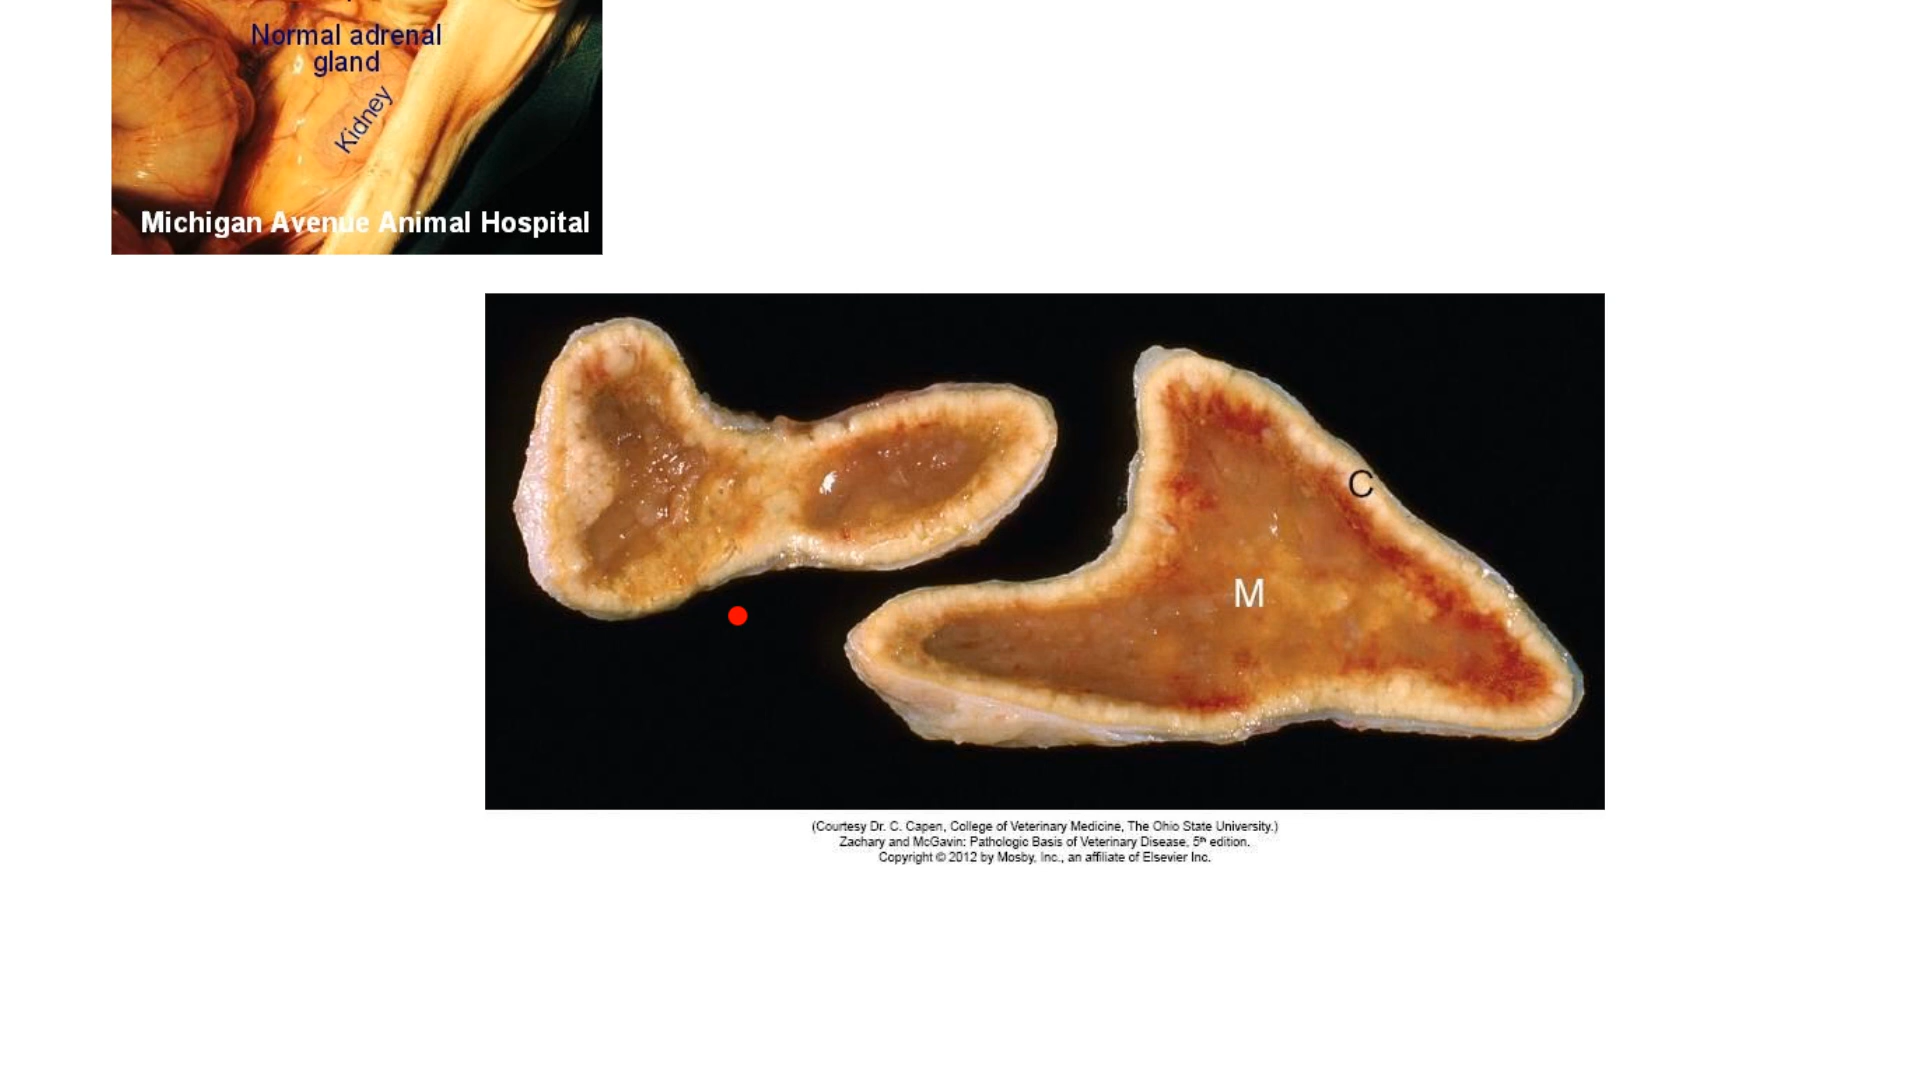 Normal adrenal
gland
Kidney
Michigan Avenue Animal Hospital
C
M
(Courtesy Dr. C. Capen, College of Veterinary Medicine, The Ohio State University.)
Zachary and McGavin: Pathologic Basis of Veterinary Disease, 5th edition.
Copyright © 2012 by Mosby, Inc., an affiliate of Elsevier Inc.